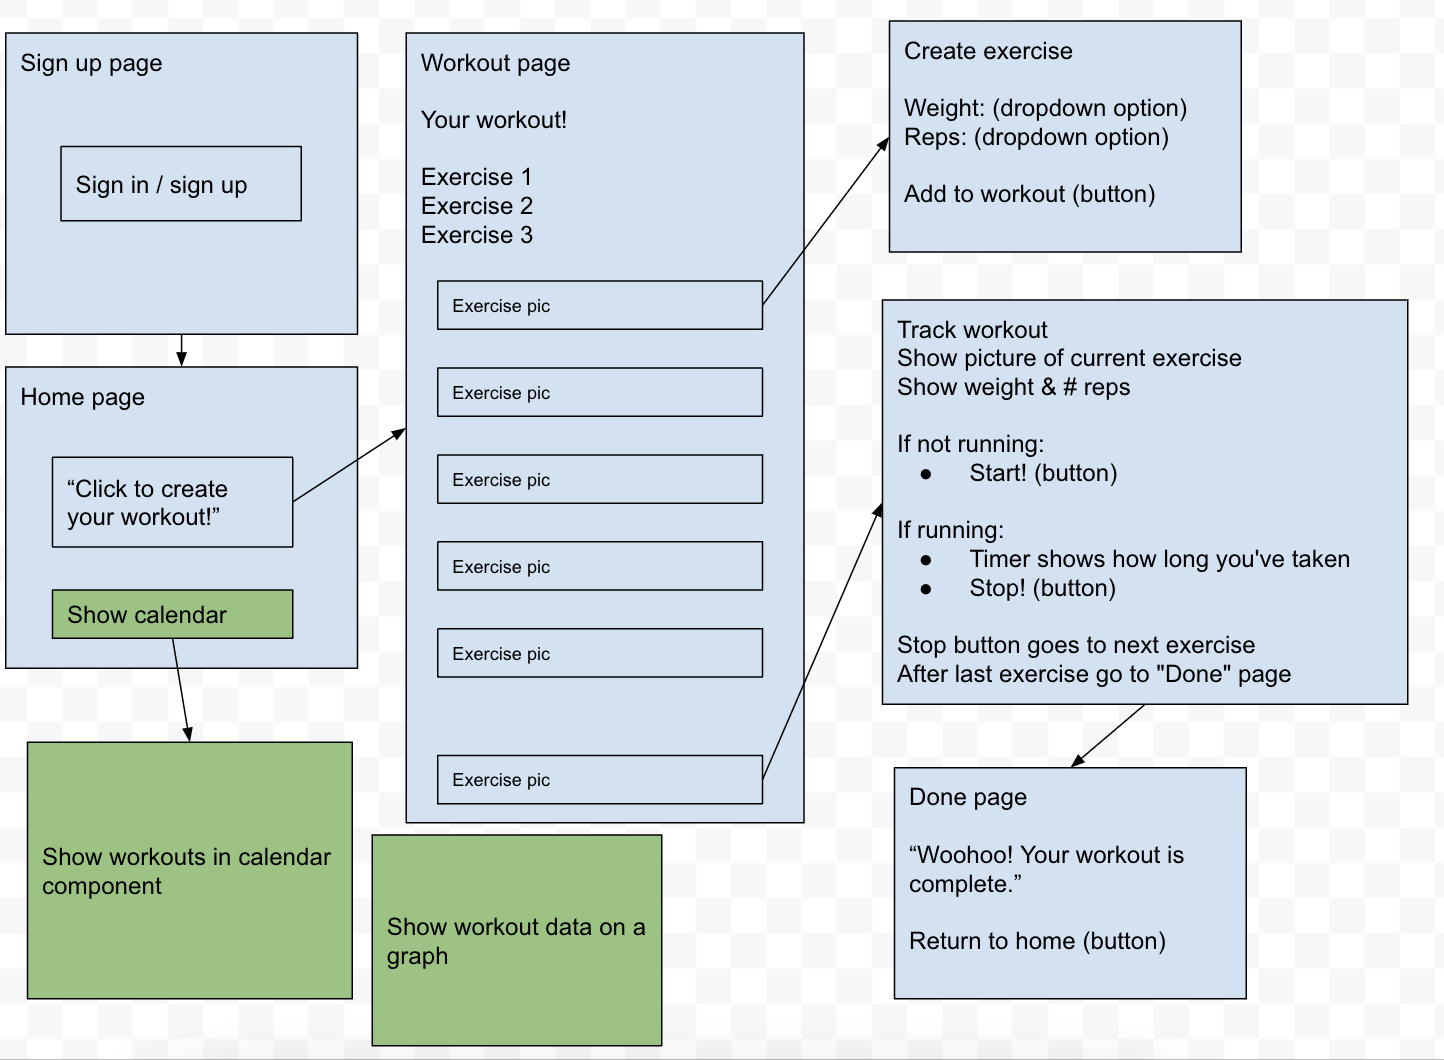 Sign up page
Sign in / sign up
Home page
“Click to create
your workout!”
Show calendar
Show workouts in calendar
component
Workout page
Your workout!
Exercise 1
Exercise 2
Exercise 3
Exercise pic
Exercise pic
Exercise pic
Exercise pic
Exercise pic
Exercise pic
Show workout data on a
graph
Create exercise
Weight: (dropdown option)
Reps: (dropdown option)
Add to workout (button)
Track workout
Show picture of current exercise
Show weight & # reps
If not running:
● Start! (button)
If running:
● Timer shows how long you've taken
● Stop! (button)
Stop button goes to next exercise
After last exercise go to "Done" page
Done page
“Woohoo! Your workout is
complete.”
Return to home (button)